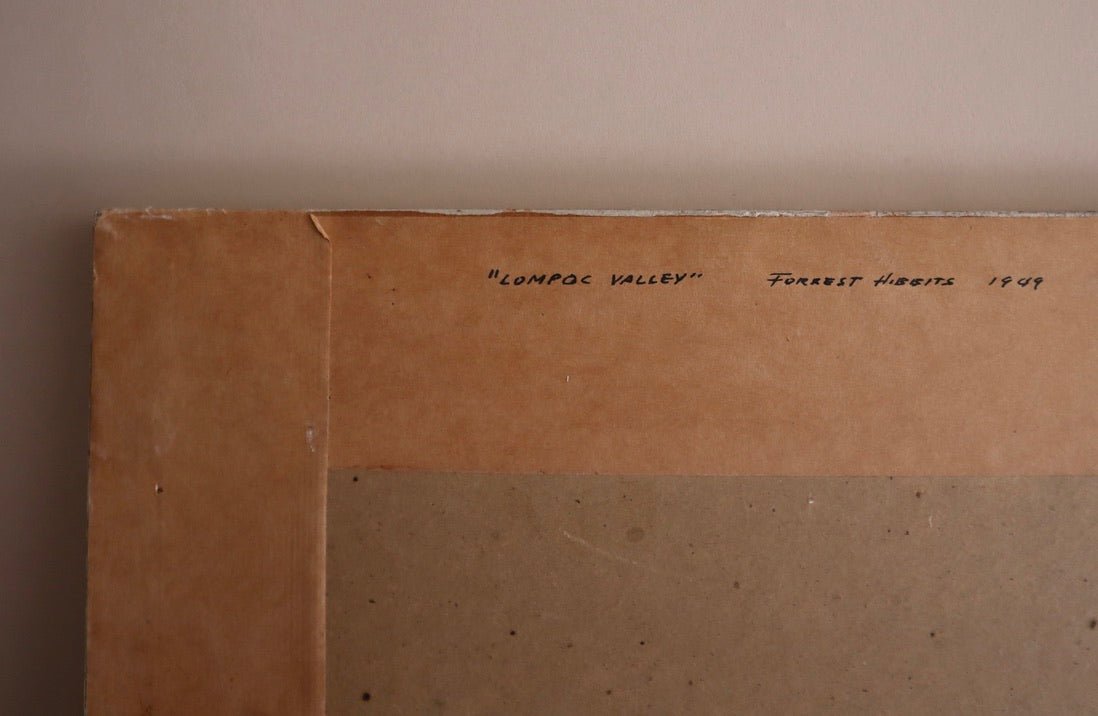 "LOMPOC VALLEY" FORREST HIBBITS 1949